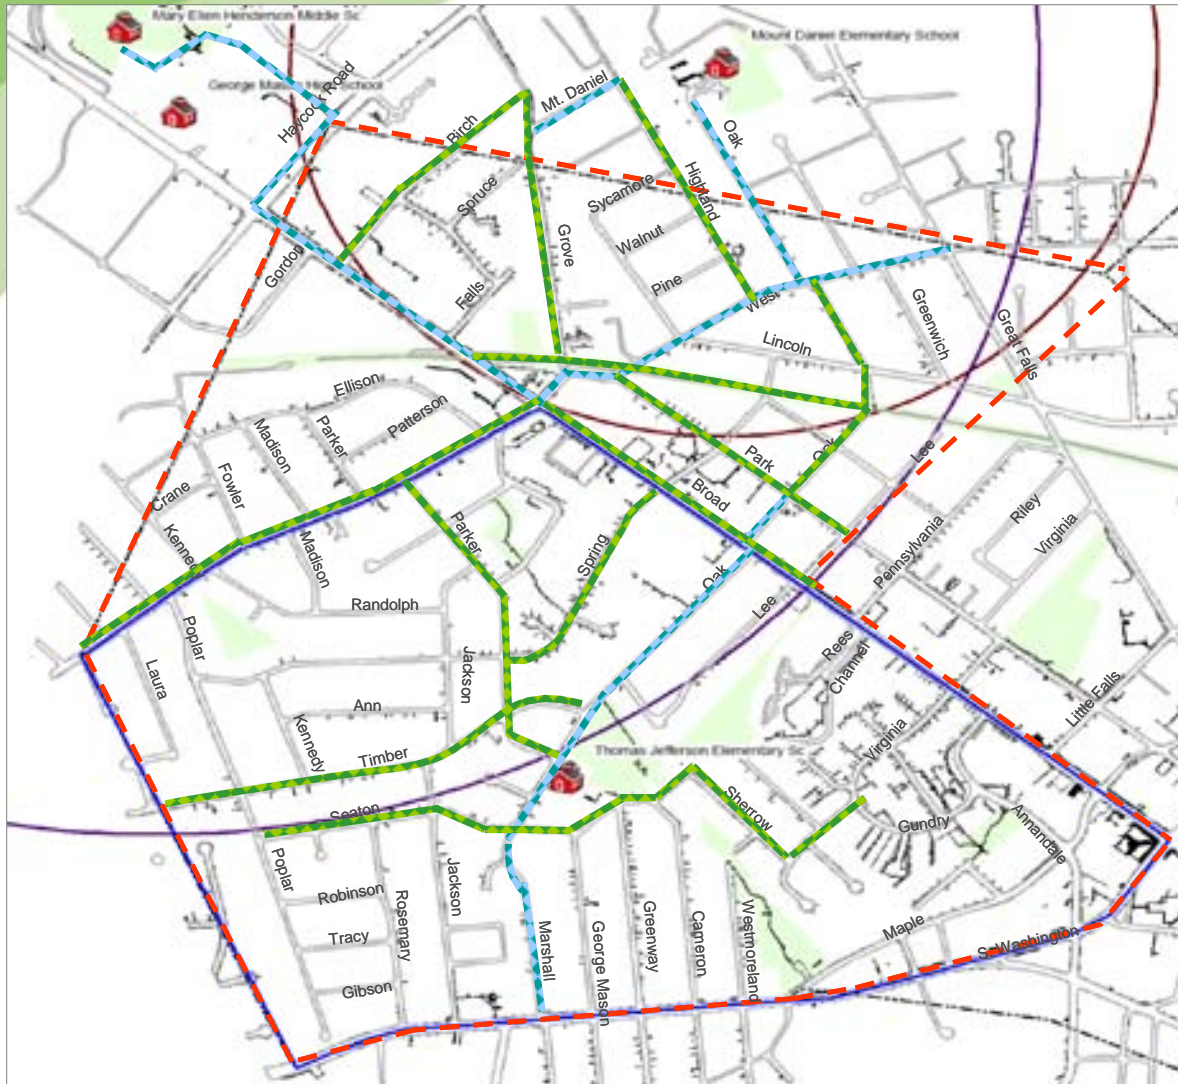 Mary Ellen Henderson Middle Sc
Mount Daniel Elementary School
George Mason High School
Haycock Road
Mt. Daniel
Birch
Oak
Spruce
Sycamore
Highland
Walnut
Grove
Pine
Gordon
Falls
West
Greenwich
Great Falls
Lincoln
Ellison
Patterson
Parker
Madison
Fowler
Crane
Park
Oak
Lee
Broad
Riley
Virginia
Pennsylvania
Kenned
Parker
Spring
Madison
Oak
Lee
Randolph
Poplar
Rees
Channel
Laura
Jackson
Little Falls
Ann
Kennedy
Virginia
Timber
Thomas Jefferson Elementary Sc
Seaton
Sherrow
Gundry
Annandale
Poplar
Jackson
Robinson
Rosemary
Tracy
Gibson
Marshall
George Mason
Greenway
Cameron
Westmoreland
Maple
S. Washington